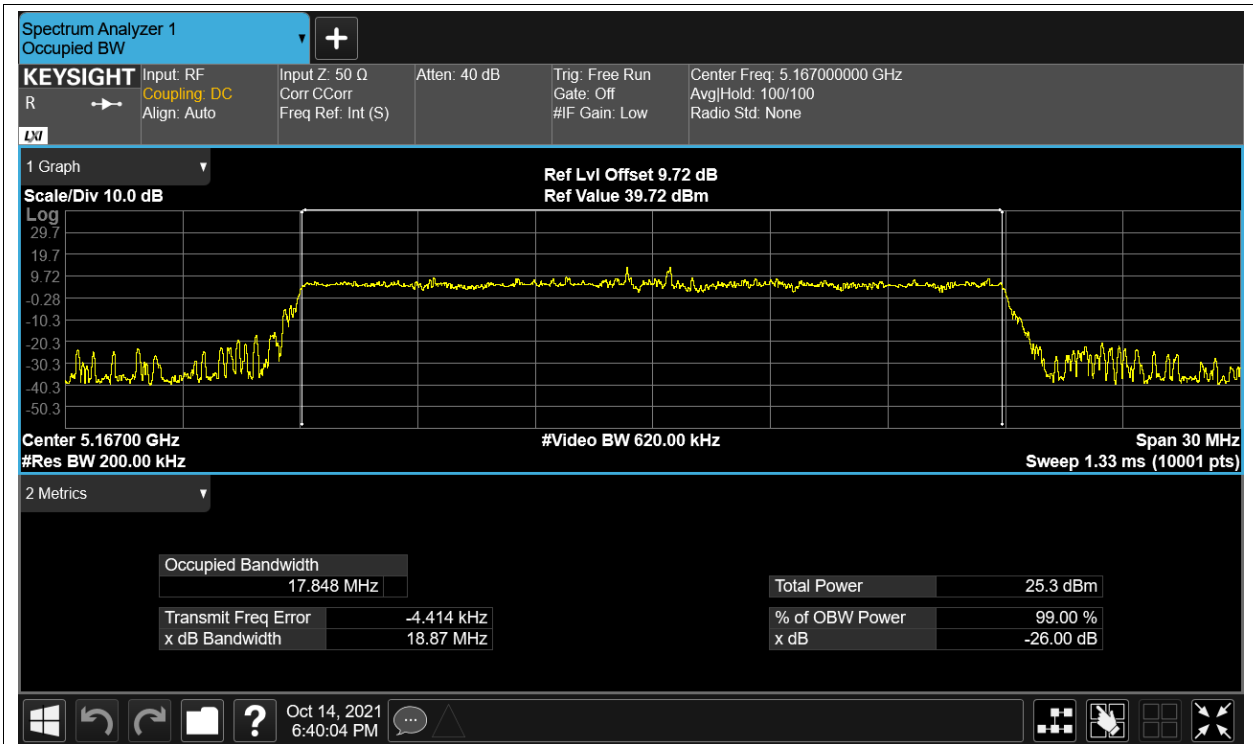 Spectrum Analyzer 1
Occupied BW
KEYSIGHT
R
LXI
Input: RF
Coupling: DC
Align: Auto
Input Z: 50 Ω
Corr CCorr
Freq Ref: Int (S)
Atten: 40 dB
Trig: Free Run
Gate: Off
#IF Gain: Low
Center Freq: 5.167000000 GHz
Avg|Hold: 100/100
Radio Std: None
1 Graph
Scale/Div 10.0 dB
Ref Lvl Offset 9.72 dB
Ref Value 39.72 dBm
Log
29.7
19.7
9.72
-0.28
-10.3
-20.3
-30.3
-40.3
-50.3
Center 5.16700 GHz
#Res BW 200.00 kHz
#Video BW 620.00 kHz
Span 30 MHz
Sweep 1.33 ms (10001 pts)
2 Metrics
Occupied Bandwidth
17.848 MHz
Transmit Freq Error -4.414 kHz
x dB Bandwidth 18.87 MHz
Total Power 25.3 dBm
% of OBW Power 99.00 %
x dB -26.00 dB
?
Oct 14, 2021
6:40:04 PM